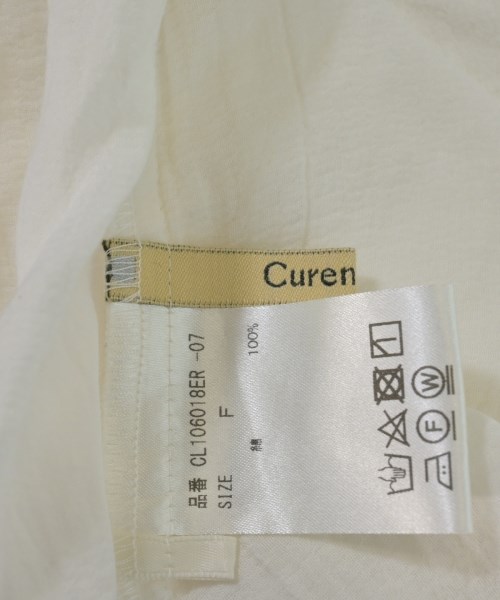 Curen
品番 CL106018ER -07
SIZE F
綿 100%
W
F